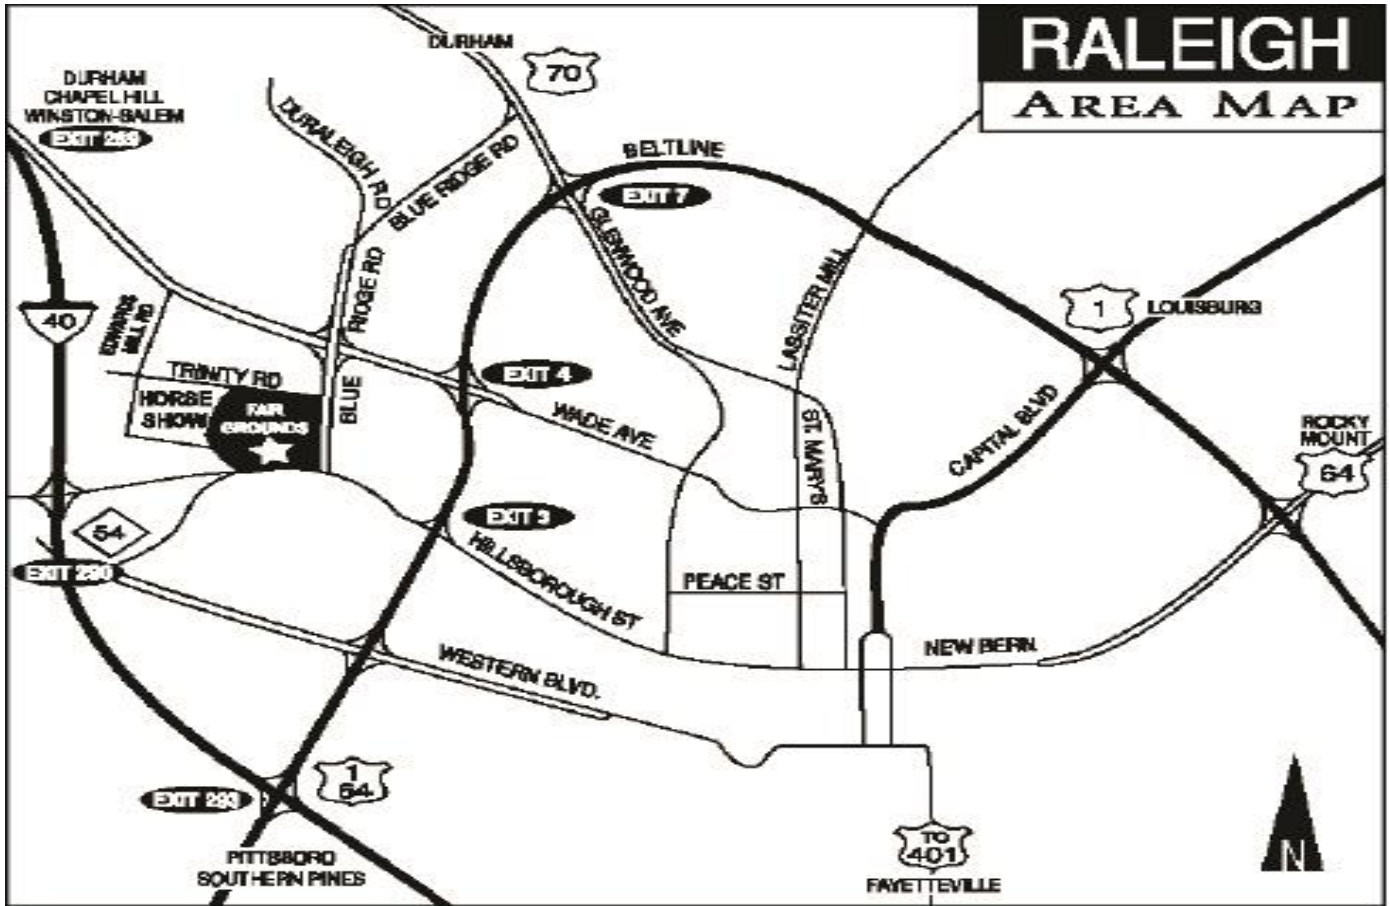 RALEIGH
AREA MAP
DURHAM
70
DURHAM
CHAPEL HILL
WINSTON-SALEM
EXIT 289
DURALEIGH RD
BLUE RIDGE RD
BELTLINE
EXIT 7
GLENWOOD AVE
LASSITER MILL
RIDGE RD
BLUE
1
LOUISBURG
40
EDWARDS
MILL RD
TRINITY RD
HORSE
SHOW
FAIR
GROUNDS
EXIT 4
WADE AVE
ST. MARYS
CAPITAL BLVD
ROCKY
MOUNT
64
54
EXIT 3
HILLSBOROUGH ST
EXIT 290
PEACE ST
NEW BERN
WESTERN BLVD.
1
64
EXIT 293
PITTSBORO
SOUTHERN PINES
TO
401
FAYETTEVILLE
N